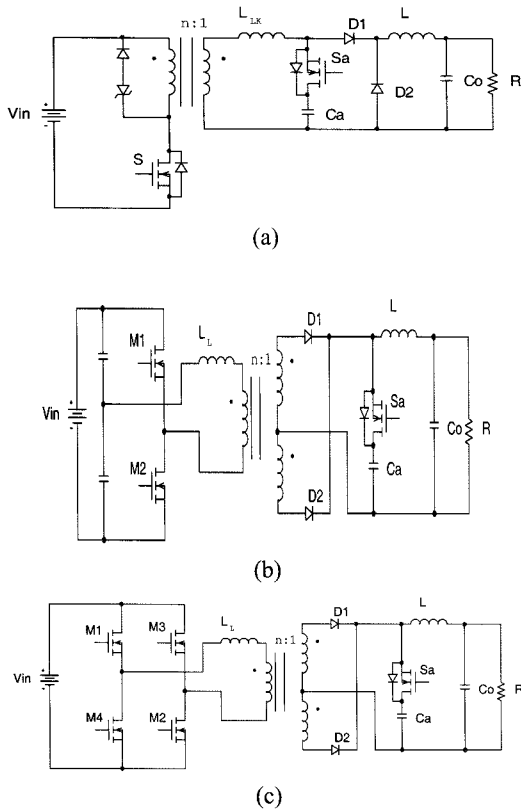 n:1
L_LK
D1
L
Sa
Vin
Ca
D2
Co
R
S
(a)
M1
L_L
n:1
D1
L
Vin
Sa
Co
R
M2
Ca
D2
(b)
M1
M3
L_L
n:1
D1
L
Vin
Sa
Co
R
M4
M2
Ca
D2
(c)